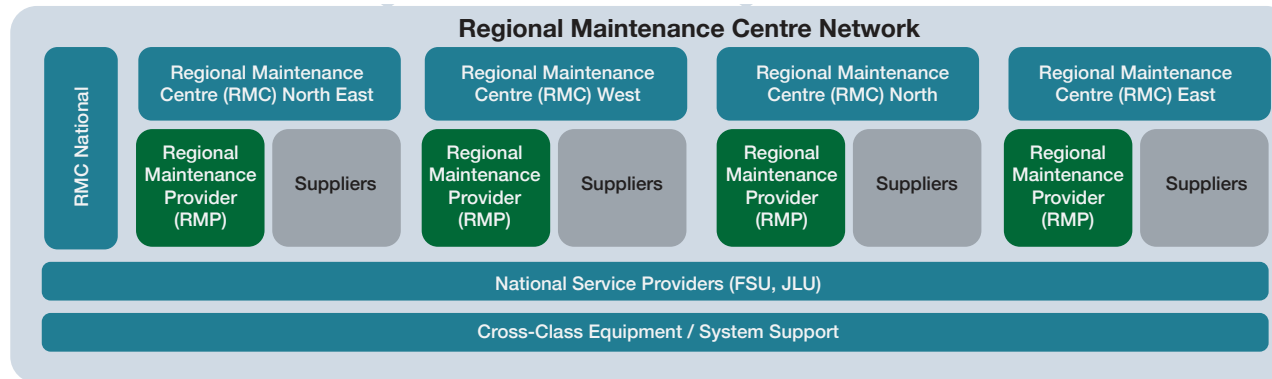 Regional Maintenance Centre Network
RMC National
Regional Maintenance
Centre (RMC) North East
Regional Maintenance
Centre (RMC) West
Regional Maintenance
Centre (RMC) North
Regional Maintenance
Centre (RMC) East
Regional
Maintenance
Provider
(RMP)
Suppliers
Regional
Maintenance
Provider
(RMP)
Suppliers
Regional
Maintenance
Provider
(RMP)
Suppliers
Regional
Maintenance
Provider
(RMP)
Suppliers
National Service Providers (FSU, JLU)
Cross-Class Equipment / System Support